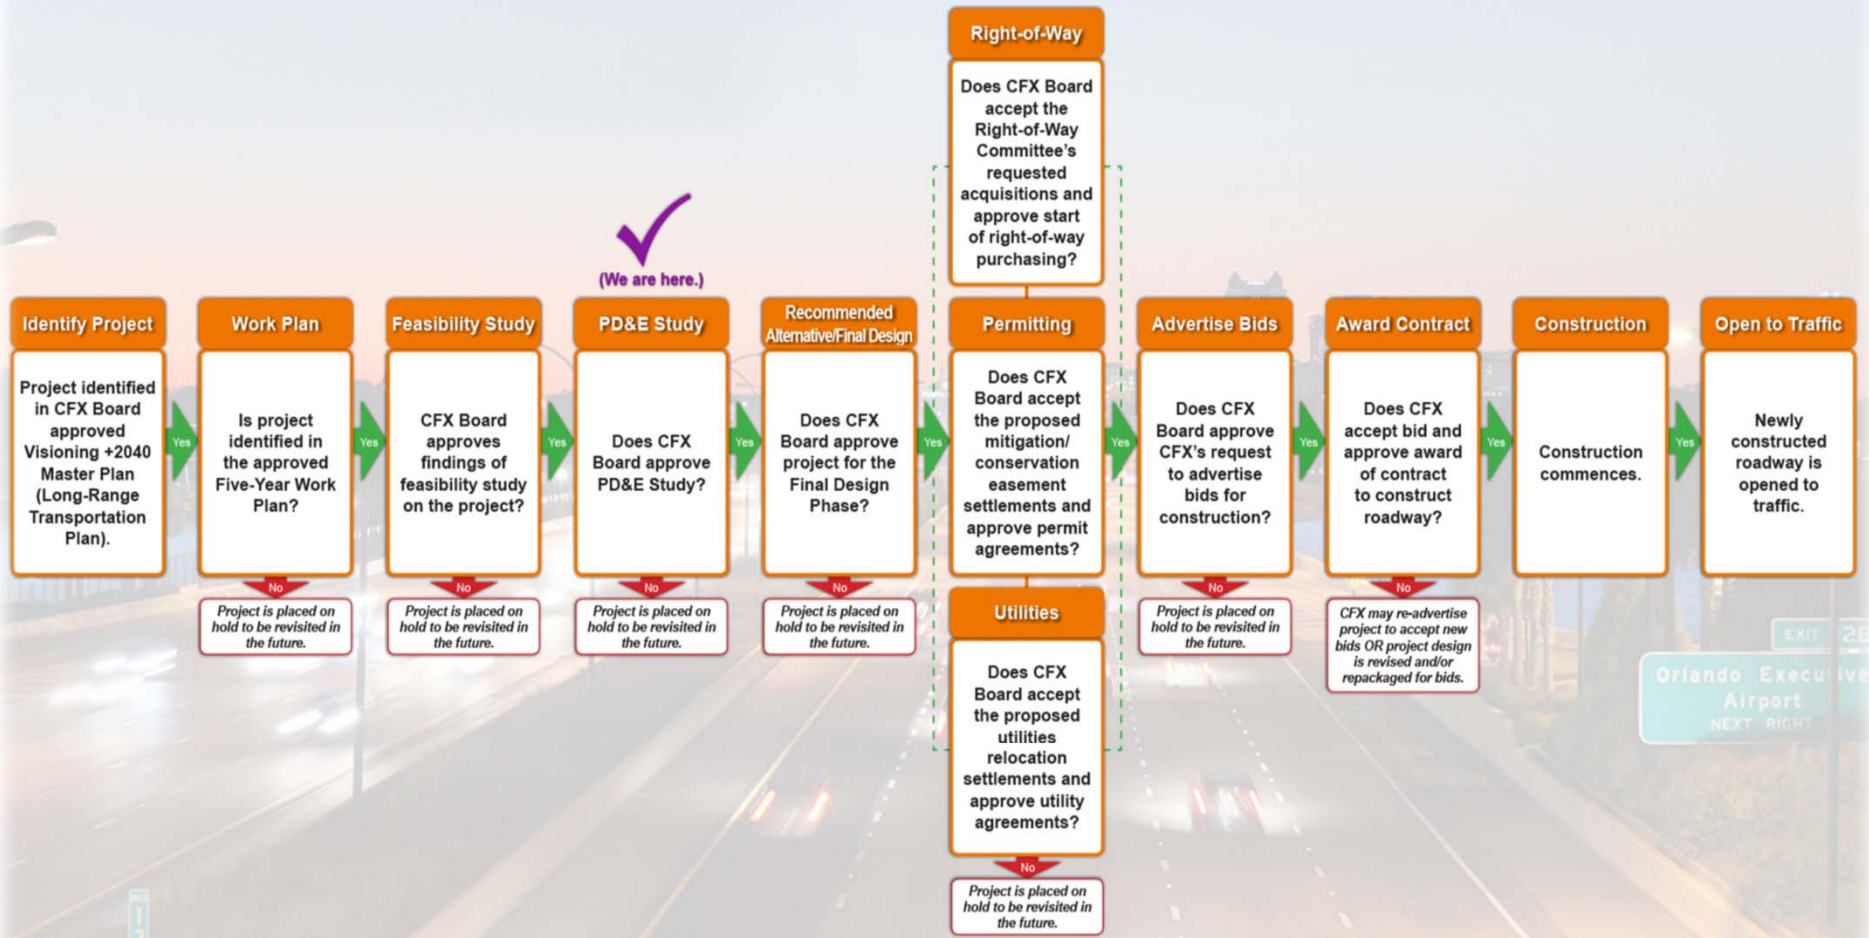 Right-of-Way
Does CFX Board
accept the
Right-of-Way
Committee's
requested
acquisitions and
approve start
of right-of-way
purchasing?
(We are here.)
Identify Project
Project identified
in CFX Board
approved
Visioning +2040
Master Plan
(Long-Range
Transportation
Plan).
Yes
Work Plan
Is project
identified in
the approved
Five-Year Work
Plan?
No
Project is placed on
hold to be revisited in
the future.
Yes
Feasibility Study
CFX Board
approves
findings of
feasibility study
on the project?
No
Project is placed on
hold to be revisited in
the future.
Yes
PD&E Study
Does CFX
Board approve
PD&E Study?
No
Project is placed on
hold to be revisited in
the future.
Yes
Recommended
Alternative/Final Design
Does CFX
Board approve
project for the
Final Design
Phase?
No
Project is placed on
hold to be revisited in
the future.
Yes
Permitting
Does CFX
Board accept
the proposed
mitigation/
conservation
easement
settlements and
approve permit
agreements?
Utilities
Does CFX
Board accept
the proposed
utilities
relocation
settlements and
approve utility
agreements?
No
Project is placed on
hold to be revisited in
the future.
Yes
Advertise Bids
Does CFX
Board approve
CFX's request
to advertise
bids for
construction?
No
Project is placed on
hold to be revisited in
the future.
Yes
Award Contract
Does CFX
accept bid and
approve award
of contract
to construct
roadway?
No
CFX may re-advertise
project to accept new
bids OR project design
is revised and/or
repackaged for bids.
Yes
Construction
Construction
commences.
Yes
Open to Traffic
Newly
constructed
roadway is
opened to
traffic.
EXIT
Orlando Executive
Airport
NEXT RIGHT